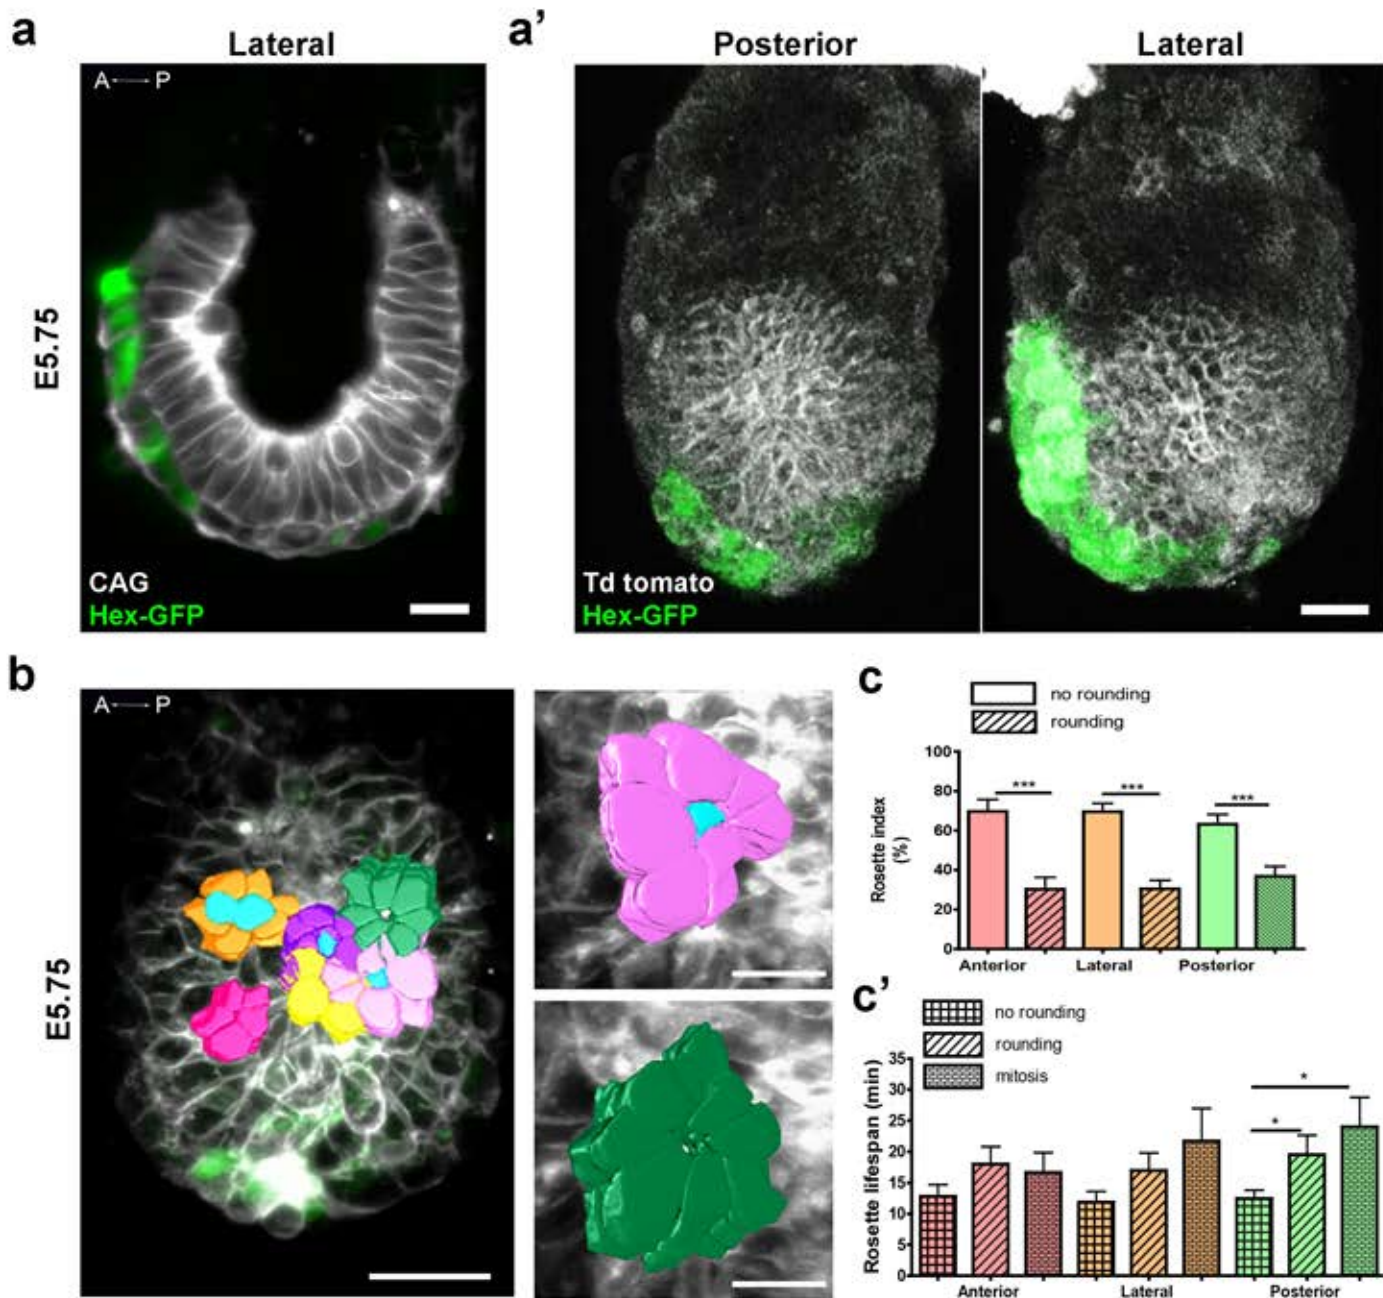 a
Lateral
a'
Posterior
Lateral
A P
E5.75
CAG
Hex-GFP
Td tomato
Hex-GFP
b
A P
E5.75
c
no rounding
rounding
Rosette index
(%)
100
80
60
40
20
0
***
***
***
Anterior
Lateral
Posterior
c'
no rounding
rounding
mitosis
Rosette lifespan (min)
35
30
25
20
15
10
5
0
*
*
Anterior
Lateral
Posterior